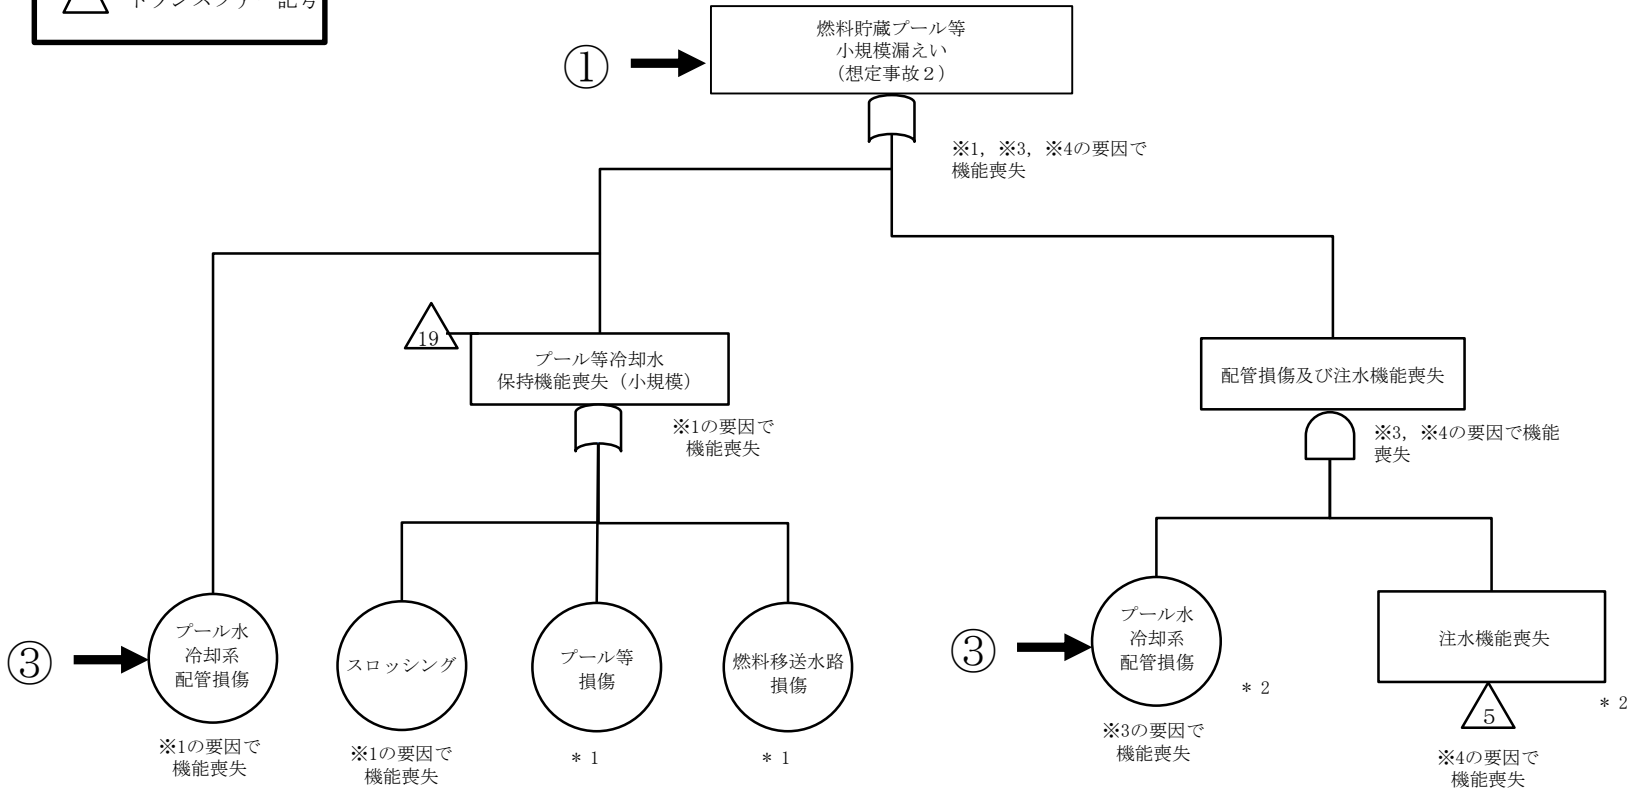 トランスファー記号
燃料貯蔵プール等
小規模漏えい
（想定事故２）
①
※1，※3，※4の要因で
機能喪失
19
プール等冷却水
保持機能喪失（小規模）
※1の要因で
機能喪失
配管損傷及び注水機能喪失
※3，※4の要因で機能
喪失
③
プール水
冷却系
配管損傷
※1の要因で
機能喪失
スロッシング
※1の要因で
機能喪失
プール等
損傷
＊1
燃料移送水路
損傷
＊1
③
プール水
冷却系
配管損傷
＊2
※3の要因で
機能喪失
注水機能喪失
＊2
5
※4の要因で
機能喪失